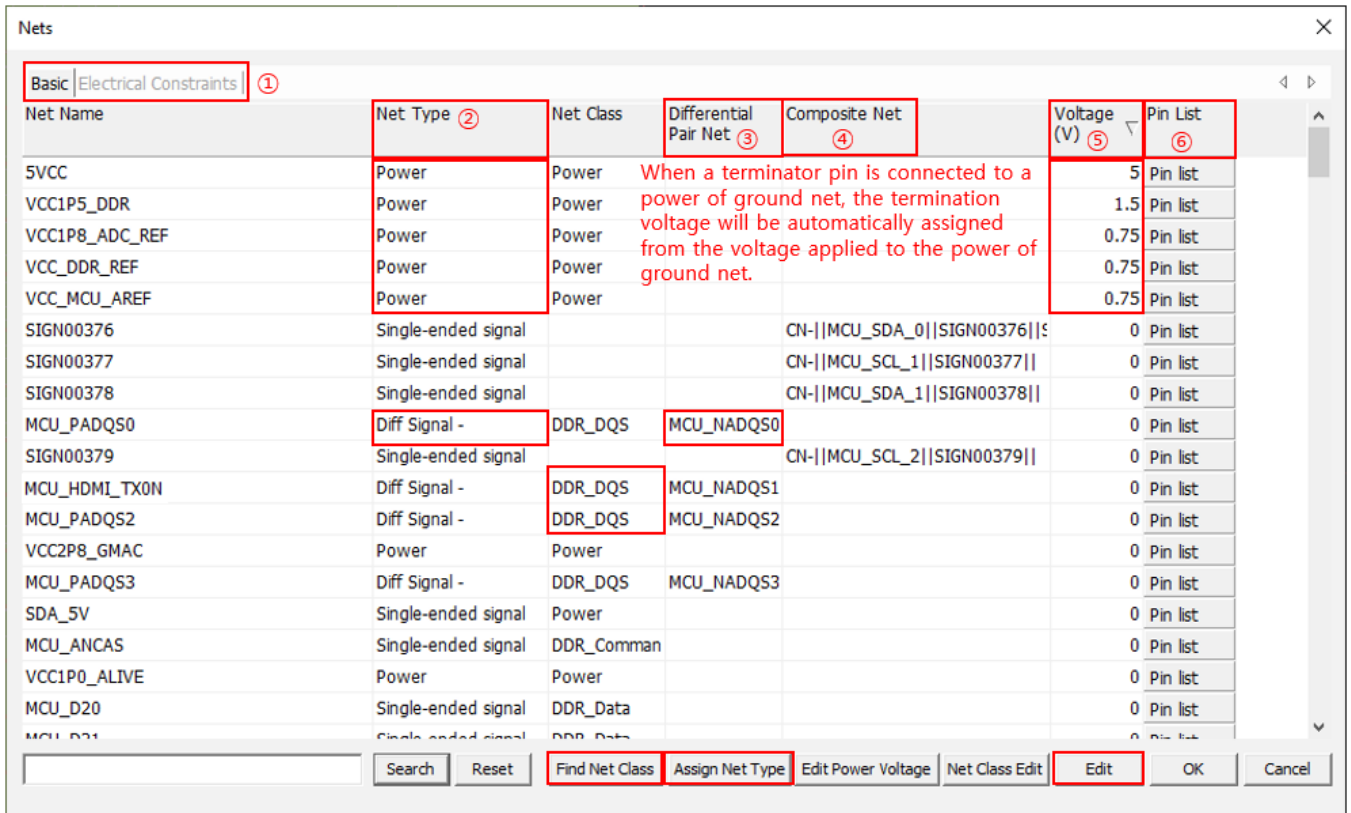 Nets
Basic Electrical Constraints ①
Net Name Net Type ② Net Class Differential Pair Net ③ Composite Net ④ Voltage (V) ⑤ Pin List ⑥
5VCC Power Power 5 Pin list
VCC1P5_DDR Power Power 1.5 Pin list
VCC1P8_ADC_REF Power Power 0.75 Pin list
VCC_DDR_REF Power Power 0.75 Pin list
VCC_MCU_AREF Power Power 0.75 Pin list
When a terminator pin is connected to a
power of ground net, the termination
voltage will be automatically assigned
from the voltage applied to the power of
ground net.
SIGN00376 Single-ended signal CN-||MCU_SDA_0||SIGN00376||S 0 Pin list
SIGN00377 Single-ended signal CN-||MCU_SCL_1||SIGN00377|| 0 Pin list
SIGN00378 Single-ended signal CN-||MCU_SDA_1||SIGN00378|| 0 Pin list
MCU_PADQS0 Diff Signal - DDR_DQS MCU_NADQS0 0 Pin list
SIGN00379 Single-ended signal CN-||MCU_SCL_2||SIGN00379|| 0 Pin list
MCU_HDMI_TX0N Diff Signal - DDR_DQS MCU_NADQS1 0 Pin list
MCU_PADQS2 Diff Signal - DDR_DQS MCU_NADQS2 0 Pin list
VCC2P8_GMAC Power Power 0 Pin list
MCU_PADQS3 Diff Signal - DDR_DQS MCU_NADQS3 0 Pin list
SDA_5V Single-ended signal Power 0 Pin list
MCU_ANCAS Single-ended signal DDR_Comman 0 Pin list
VCC1P0_ALIVE Power Power 0 Pin list
MCU_D20 Single-ended signal DDR_Data 0 Pin list
MCU_D21 Single-ended signal DDR_Data 0 Pin list
Search Reset Find Net Class Assign Net Type Edit Power Voltage Net Class Edit Edit OK Cancel